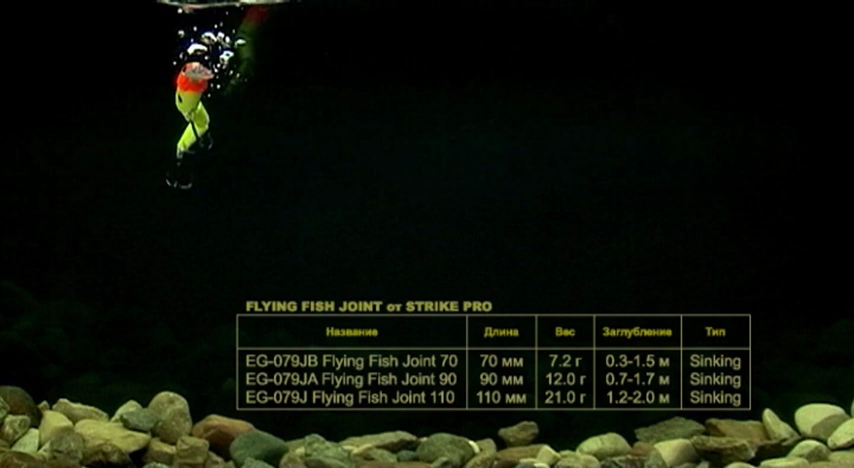 FLYING FISH JOINT от STRIKE PRO
Название Длина Вес Заглубление Тип
EG-079JB Flying Fish Joint 70 70 мм 7.2 г 0.3-1.5 м Sinking
EG-079JA Flying Fish Joint 90 90 мм 12.0 г 0.7-1.7 м Sinking
EG-079J Flying Fish Joint 110 110 мм 21.0 г 1.2-2.0 м Sinking